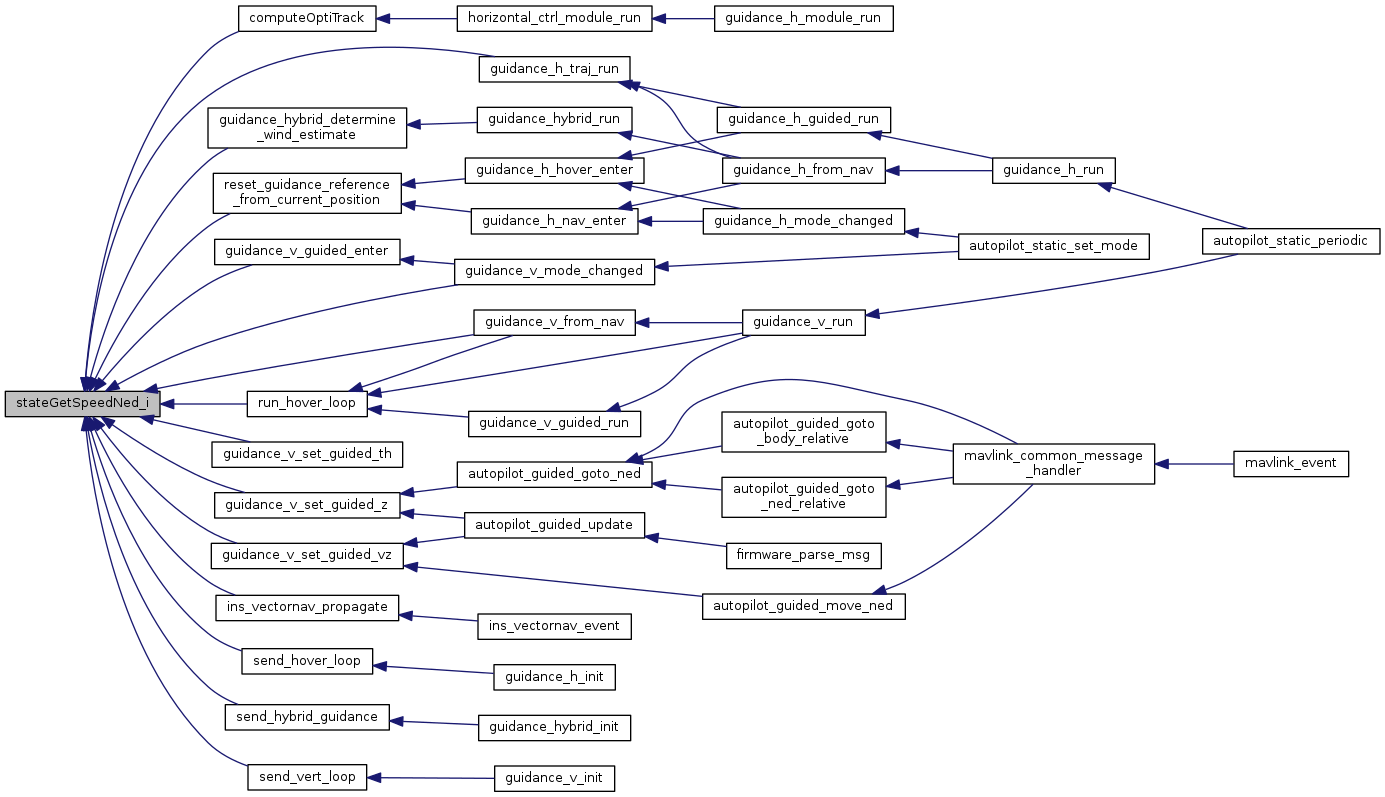 computeOptiTrack
horizontal_ctrl_module_run
guidance_h_module_run
guidance_h_traj_run
guidance_hybrid_determine
_wind_estimate
guidance_hybrid_run
guidance_h_guided_run
reset_guidance_reference
_from_current_position
guidance_h_hover_enter
guidance_h_from_nav
guidance_h_run
guidance_h_nav_enter
guidance_h_mode_changed
guidance_v_guided_enter
autopilot_static_set_mode
autopilot_static_periodic
guidance_v_mode_changed
guidance_v_from_nav
guidance_v_run
stateGetSpeedNed_i
run_hover_loop
guidance_v_guided_run
guidance_v_set_guided_th
autopilot_guided_goto
_body_relative
autopilot_guided_goto_ned
mavlink_common_message
_handler
mavlink_event
guidance_v_set_guided_z
autopilot_guided_goto
_ned_relative
autopilot_guided_update
guidance_v_set_guided_vz
firmware_parse_msg
ins_vectornav_propagate
autopilot_guided_move_ned
ins_vectornav_event
send_hover_loop
guidance_h_init
send_hybrid_guidance
guidance_hybrid_init
send_vert_loop
guidance_v_init